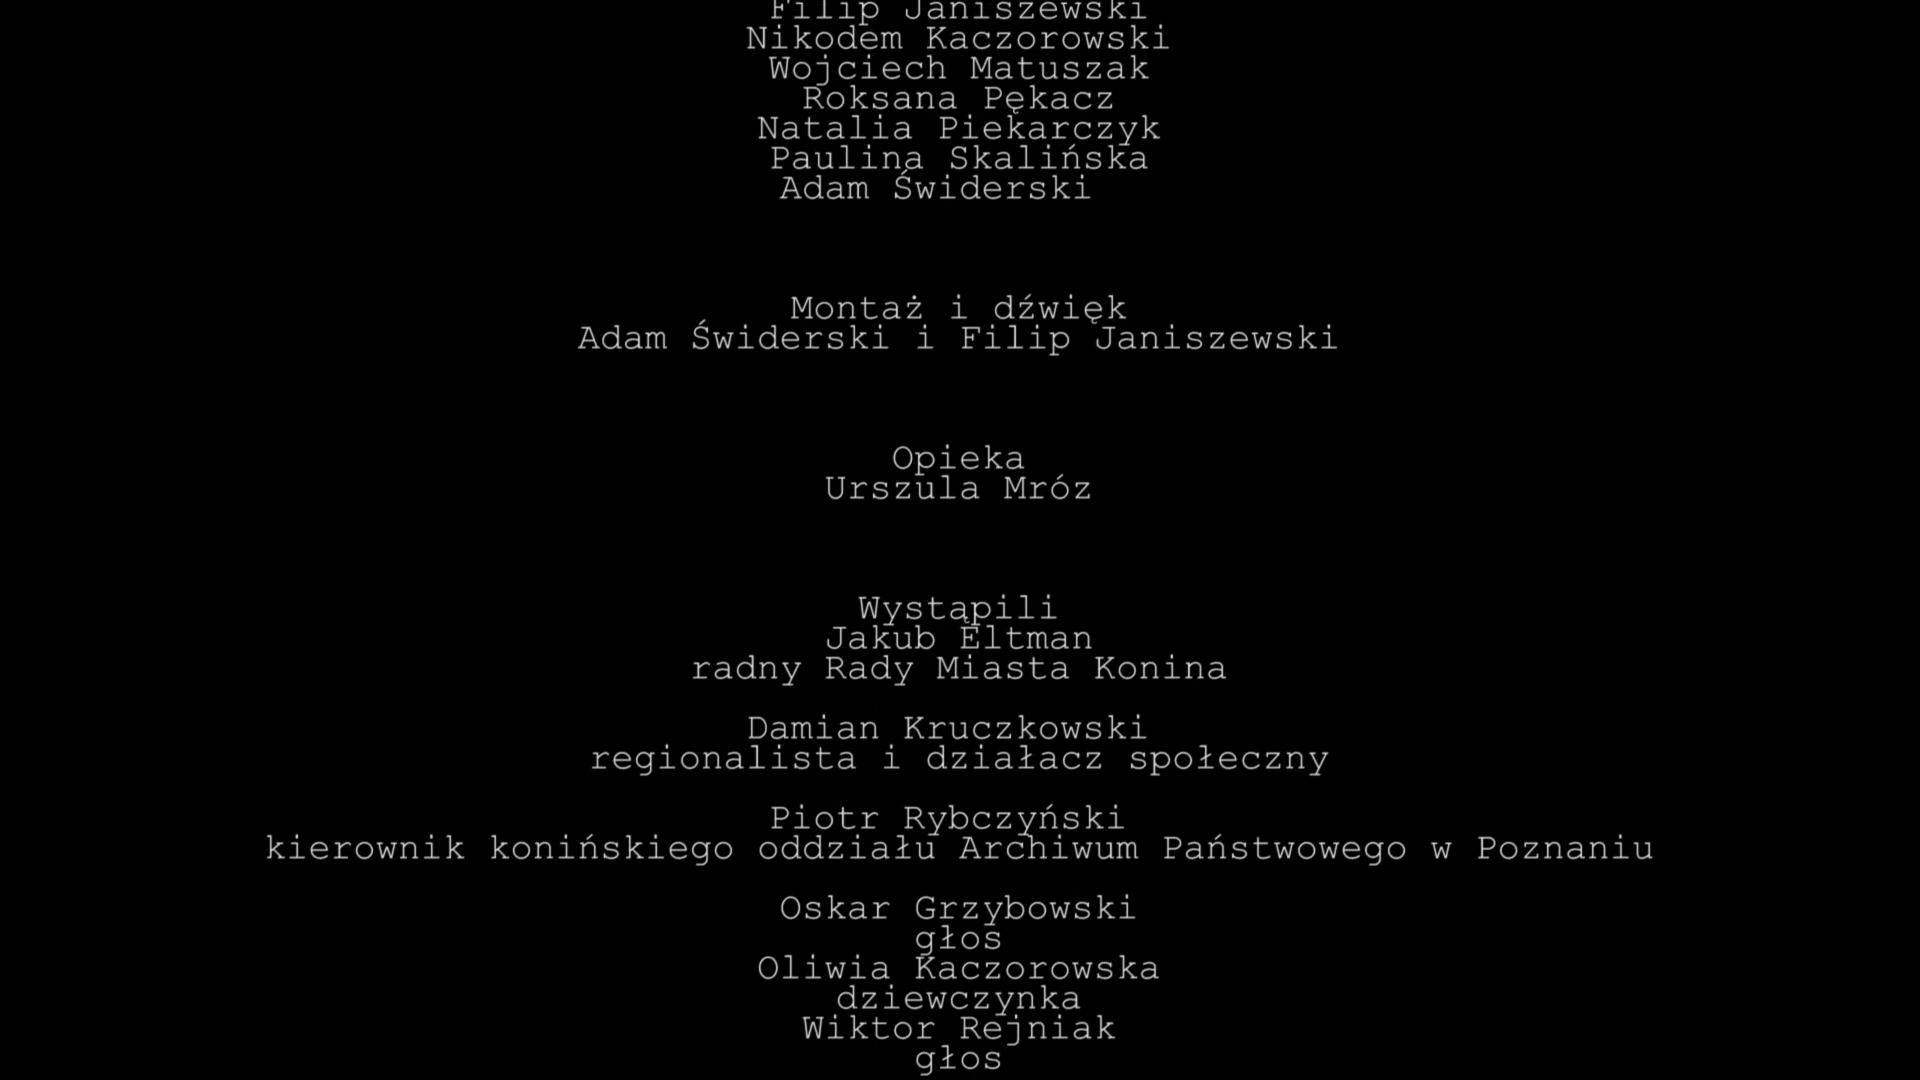 Filip Janiszewski
Nikodem Kaczorowski
Wojciech Matuszak
Roksana Pękacz
Natalia Piekarczyk
Paulina Skalińska
Adam Świderski
Montaż i dźwięk
Adam Świderski i Filip Janiszewski
Opieka
Urszula Mróz
Wystąpili
Jakub Eltman
radny Rady Miasta Konina
Damian Kruczkowski
regionalista i działacz społeczny
Piotr Rybczyński
kierownik konińskiego oddziału Archiwum Państwowego w Poznaniu
Oskar Grzybowski
głos
Oliwia Kaczorowska
dziewczynka
Wiktor Rejniak
głos